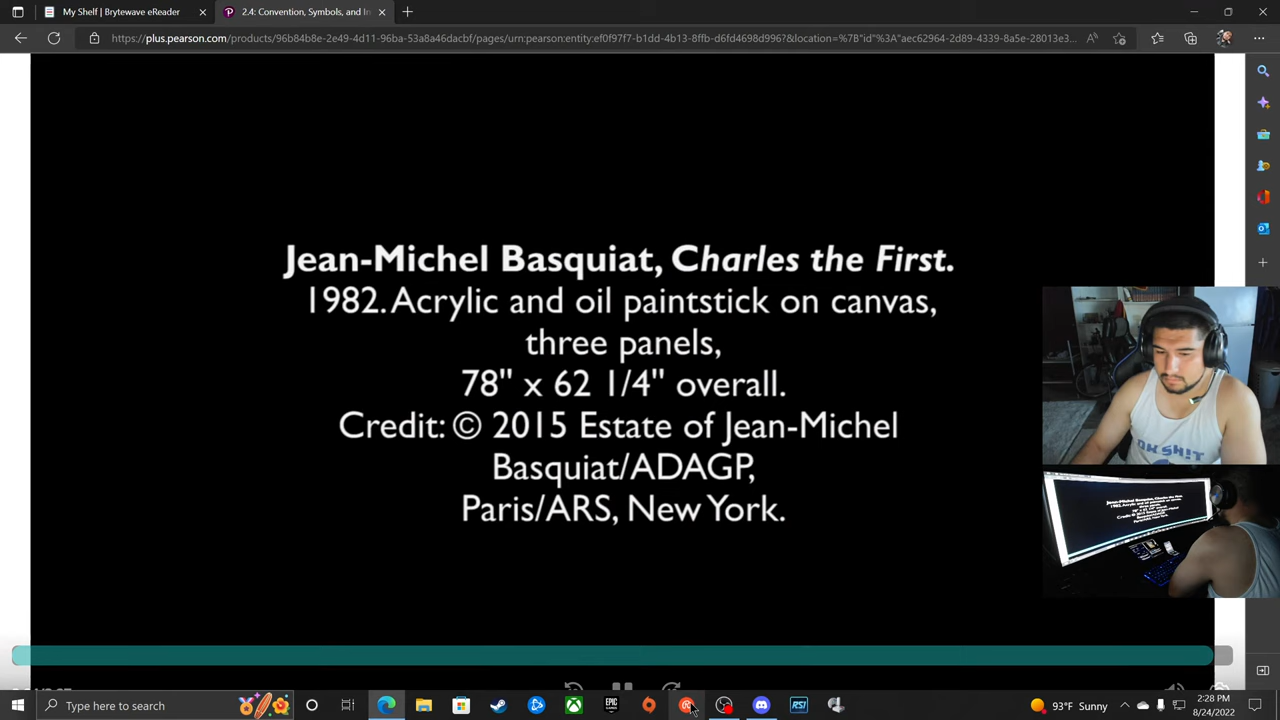 My Shelf | Brytewave eReader
2.4: Convention, Symbols, and In
https://plus.pearson.com/products/96b84b8e-2e49-4d11-96ba-53a8a46dacbf/pages/urn:pearson:entity:ef0f97f7-b1dd-4b13-8ffb-d6fd4698d996?&location=%7B"id"%3A"aec62964-2d89-4339-8a5e-28013e3...
Jean-Michel Basquiat, Charles the First.
1982. Acrylic and oil paintstick on canvas,
three panels,
78" x 62 1/4" overall.
Credit: © 2015 Estate of Jean-Michel
Basquiat/ADAGP,
Paris/ARS, New York.
Type here to search
EPIC
GAMES
RSI
93°F Sunny
2:28 PM
8/24/2022